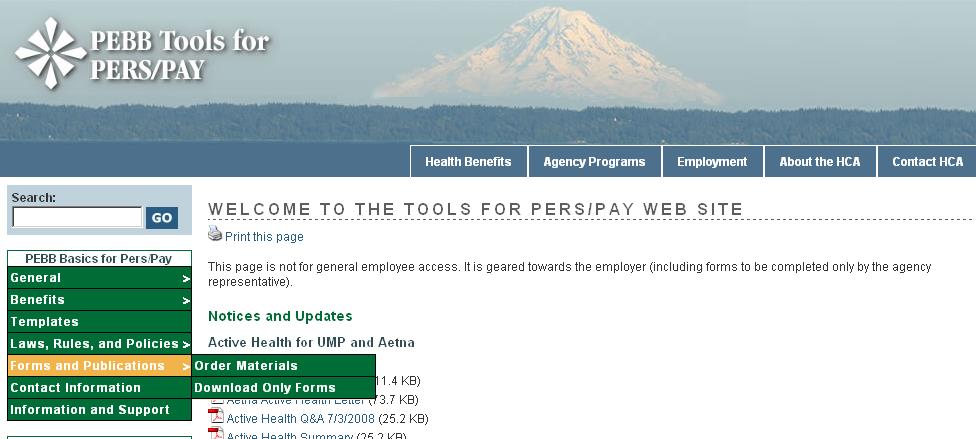 PEBB Tools for
PERS/PAY
Health Benefits
Agency Programs
Employment
About the HCA
Contact HCA
Search:
GO
WELCOME TO THE TOOLS FOR PERS/PAY WEB SITE
Print this page
This page is not for general employee access. It is geared towards the employer (including forms to be completed only by the agency
representative).
PEBB Basics for Pers/Pay
General >
Benefits >
Templates
Laws, Rules, and Policies >
Forms and Publications >
Contact Information
Information and Support
Order Materials
Download Only Forms
Notices and Updates
Active Health for UMP and Aetna
11.4 KB)
Aetna Active Health Letter (73.7 KB)
Active Health Q&A 7/3/2008 (25.2 KB)
Active Health Summary (25.2 KB)